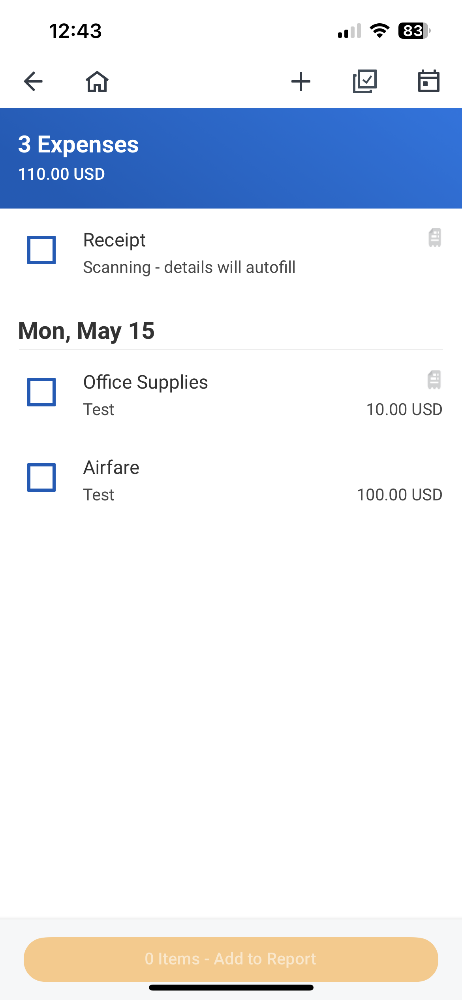 12:43
83
3 Expenses
110.00 USD
Receipt
Scanning - details will autofill
Mon, May 15
Office Supplies
Test 10.00 USD
Airfare
Test 100.00 USD
0 Items - Add to Report